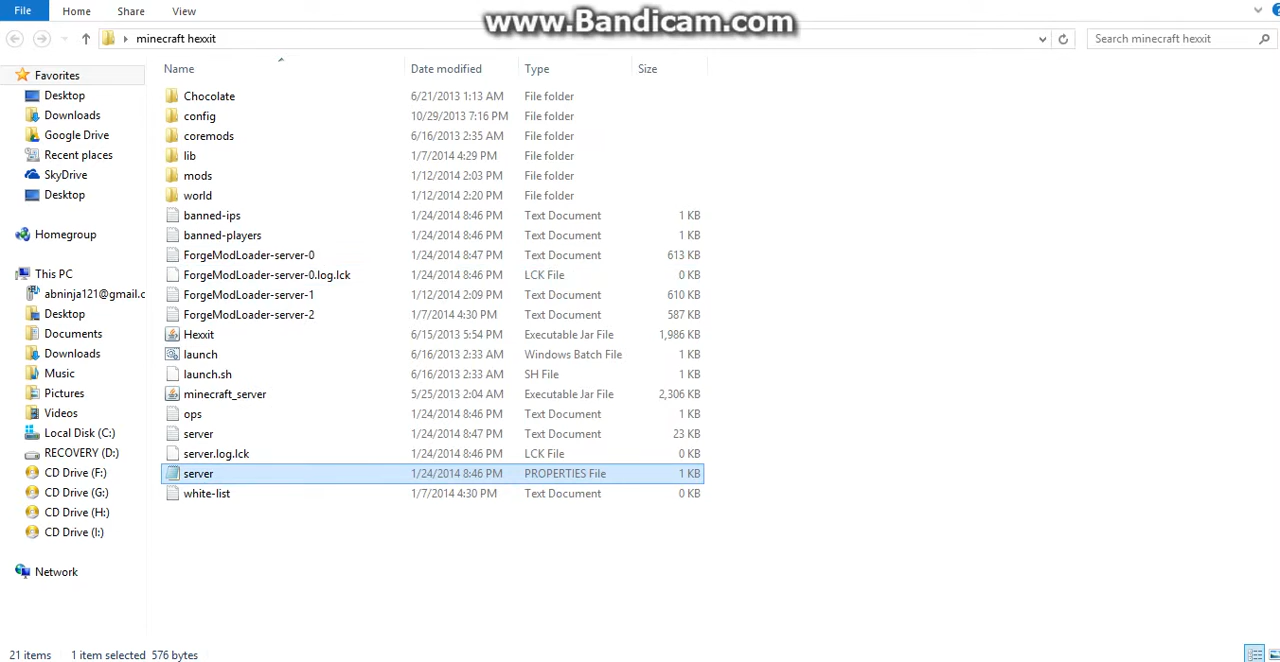 www.Bandicam.com
File Home Share View
minecraft hexxit Search minecraft hexxit
Name Date modified Type Size
Favorites
Desktop
Downloads
Google Drive
Recent places
SkyDrive
Desktop
Homegroup
This PC
abninja121@gmail.c
Desktop
Documents
Downloads
Music
Pictures
Videos
Local Disk (C:)
RECOVERY (D:)
CD Drive (F:)
CD Drive (G:)
CD Drive (H:)
CD Drive (I:)
Network
Chocolate 6/21/2013 1:13 AM File folder
config 10/29/2013 7:16 PM File folder
coremods 6/16/2013 2:35 AM File folder
lib 1/7/2014 4:29 PM File folder
mods 1/12/2014 2:03 PM File folder
world 1/12/2014 2:20 PM File folder
banned-ips 1/24/2014 8:46 PM Text Document 1 KB
banned-players 1/24/2014 8:46 PM Text Document 1 KB
ForgeModLoader-server-0 1/24/2014 8:47 PM Text Document 613 KB
ForgeModLoader-server-0.log.lck 1/24/2014 8:46 PM LCK File 0 KB
ForgeModLoader-server-1 1/12/2014 2:09 PM Text Document 610 KB
ForgeModLoader-server-2 1/7/2014 4:30 PM Text Document 587 KB
Hexxit 6/15/2013 5:54 PM Executable Jar File 1,986 KB
launch 6/16/2013 2:33 AM Windows Batch File 1 KB
launch.sh 6/16/2013 2:33 AM SH File 1 KB
minecraft_server 5/25/2013 2:04 AM Executable Jar File 2,306 KB
ops 1/24/2014 8:46 PM Text Document 1 KB
server 1/24/2014 8:47 PM Text Document 23 KB
server.log.lck 1/24/2014 8:46 PM LCK File 0 KB
server 1/24/2014 8:46 PM PROPERTIES File 1 KB
white-list 1/7/2014 4:30 PM Text Document 0 KB
21 items 1 item selected 576 bytes